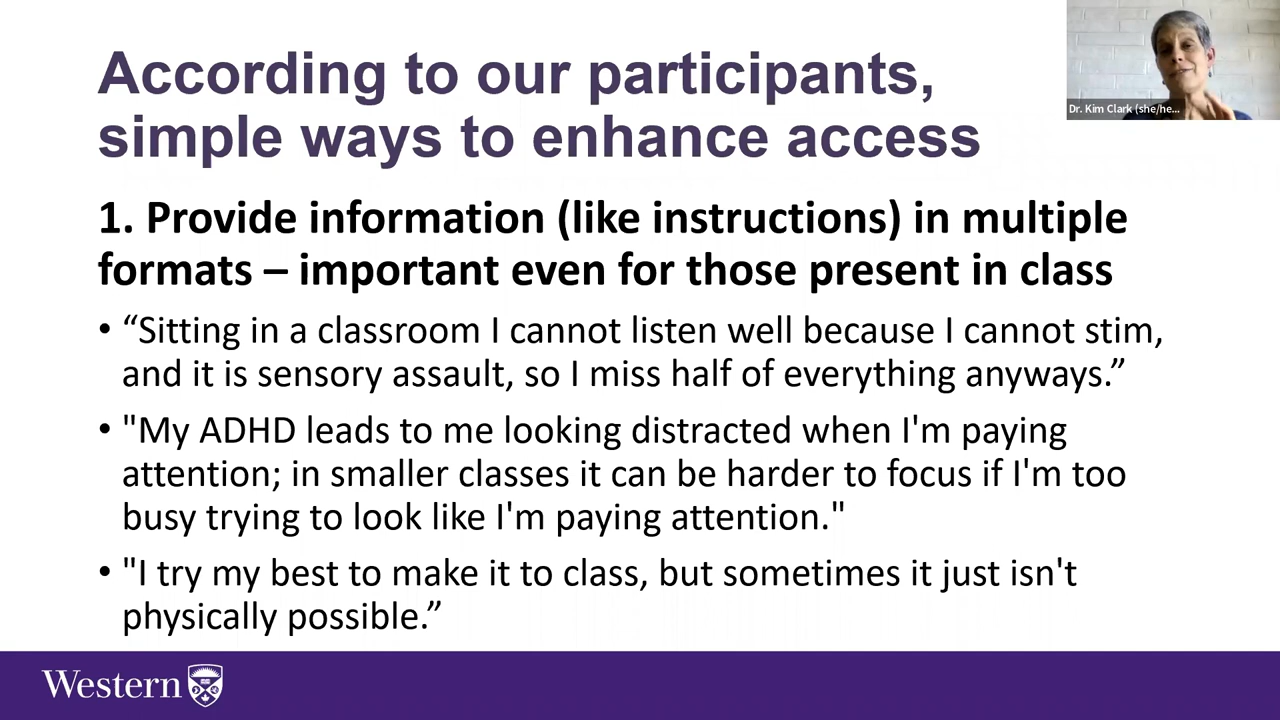 According to our participants,
simple ways to enhance access
Dr. Kim Clark (she/he...
1. Provide information (like instructions) in multiple
formats – important even for those present in class
• “Sitting in a classroom I cannot listen well because I cannot stim,
and it is sensory assault, so I miss half of everything anyways.”
• "My ADHD leads to me looking distracted when I'm paying
attention; in smaller classes it can be harder to focus if I'm too
busy trying to look like I'm paying attention."
• "I try my best to make it to class, but sometimes it just isn't
physically possible.”
Western